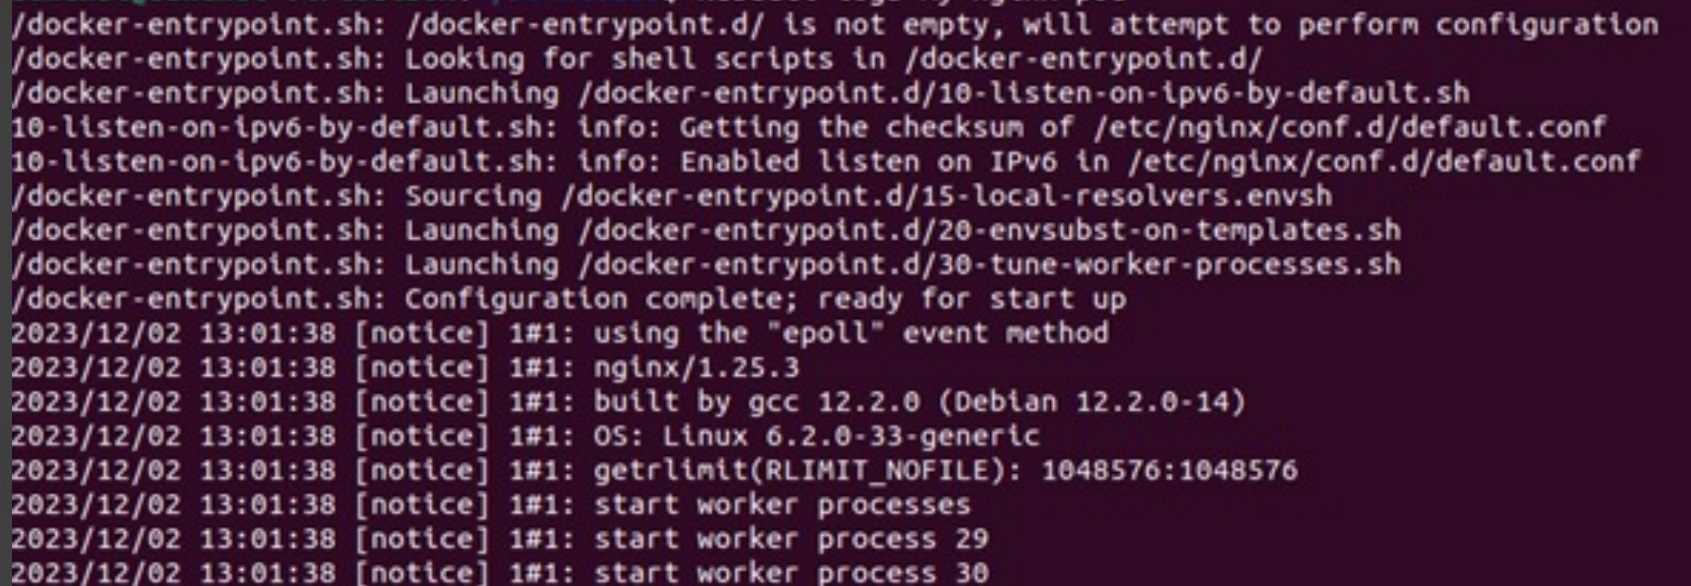 /docker-entrypoint.sh: /docker-entrypoint.d/ is not empty, will attempt to perform configuration
/docker-entrypoint.sh: Looking for shell scripts in /docker-entrypoint.d/
/docker-entrypoint.sh: Launching /docker-entrypoint.d/10-listen-on-ipv6-by-default.sh
10-listen-on-ipv6-by-default.sh: info: Getting the checksum of /etc/nginx/conf.d/default.conf
10-listen-on-ipv6-by-default.sh: info: Enabled listen on IPv6 in /etc/nginx/conf.d/default.conf
/docker-entrypoint.sh: Sourcing /docker-entrypoint.d/15-local-resolvers.envsh
/docker-entrypoint.sh: Launching /docker-entrypoint.d/20-envsubst-on-templates.sh
/docker-entrypoint.sh: Launching /docker-entrypoint.d/30-tune-worker-processes.sh
/docker-entrypoint.sh: Configuration complete; ready for start up
2023/12/02 13:01:38 [notice] 1#1: using the "epoll" event method
2023/12/02 13:01:38 [notice] 1#1: nginx/1.25.3
2023/12/02 13:01:38 [notice] 1#1: built by gcc 12.2.0 (Debian 12.2.0-14)
2023/12/02 13:01:38 [notice] 1#1: OS: Linux 6.2.0-33-generic
2023/12/02 13:01:38 [notice] 1#1: getrlimit(RLIMIT_NOFILE): 1048576:1048576
2023/12/02 13:01:38 [notice] 1#1: start worker processes
2023/12/02 13:01:38 [notice] 1#1: start worker process 29
2023/12/02 13:01:38 [notice] 1#1: start worker process 30